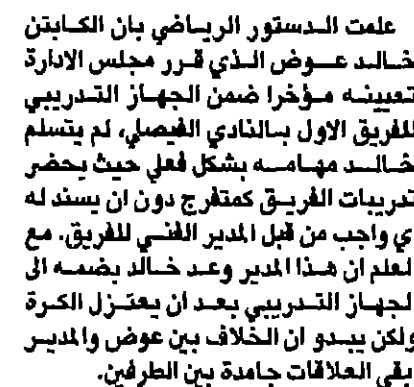 علمت الدستور الرياضي بان الكابتن
خالد عوض الذي قرر مجلس الادارة
تعيينه مؤخرا ضمن الجهاز التدريبي
للفريق الاول بالنادي الفيصلي، لم يتسلم
خالد مهامه بشكل فعلي حيث يحضر
تدريبات الفريق كمتفرج دون ان يسند له
ي واجب من قبل المدير الفني للفريق. مع
لعلم ان هذا المدير وعد خالد بضمه الى
لجهاز التدريبي بعد ان يعتزل الكرة
ولكن يبدو ان الخلاف بين عوض والمدير
بقي العلاقات جامدة بين الطرفين.